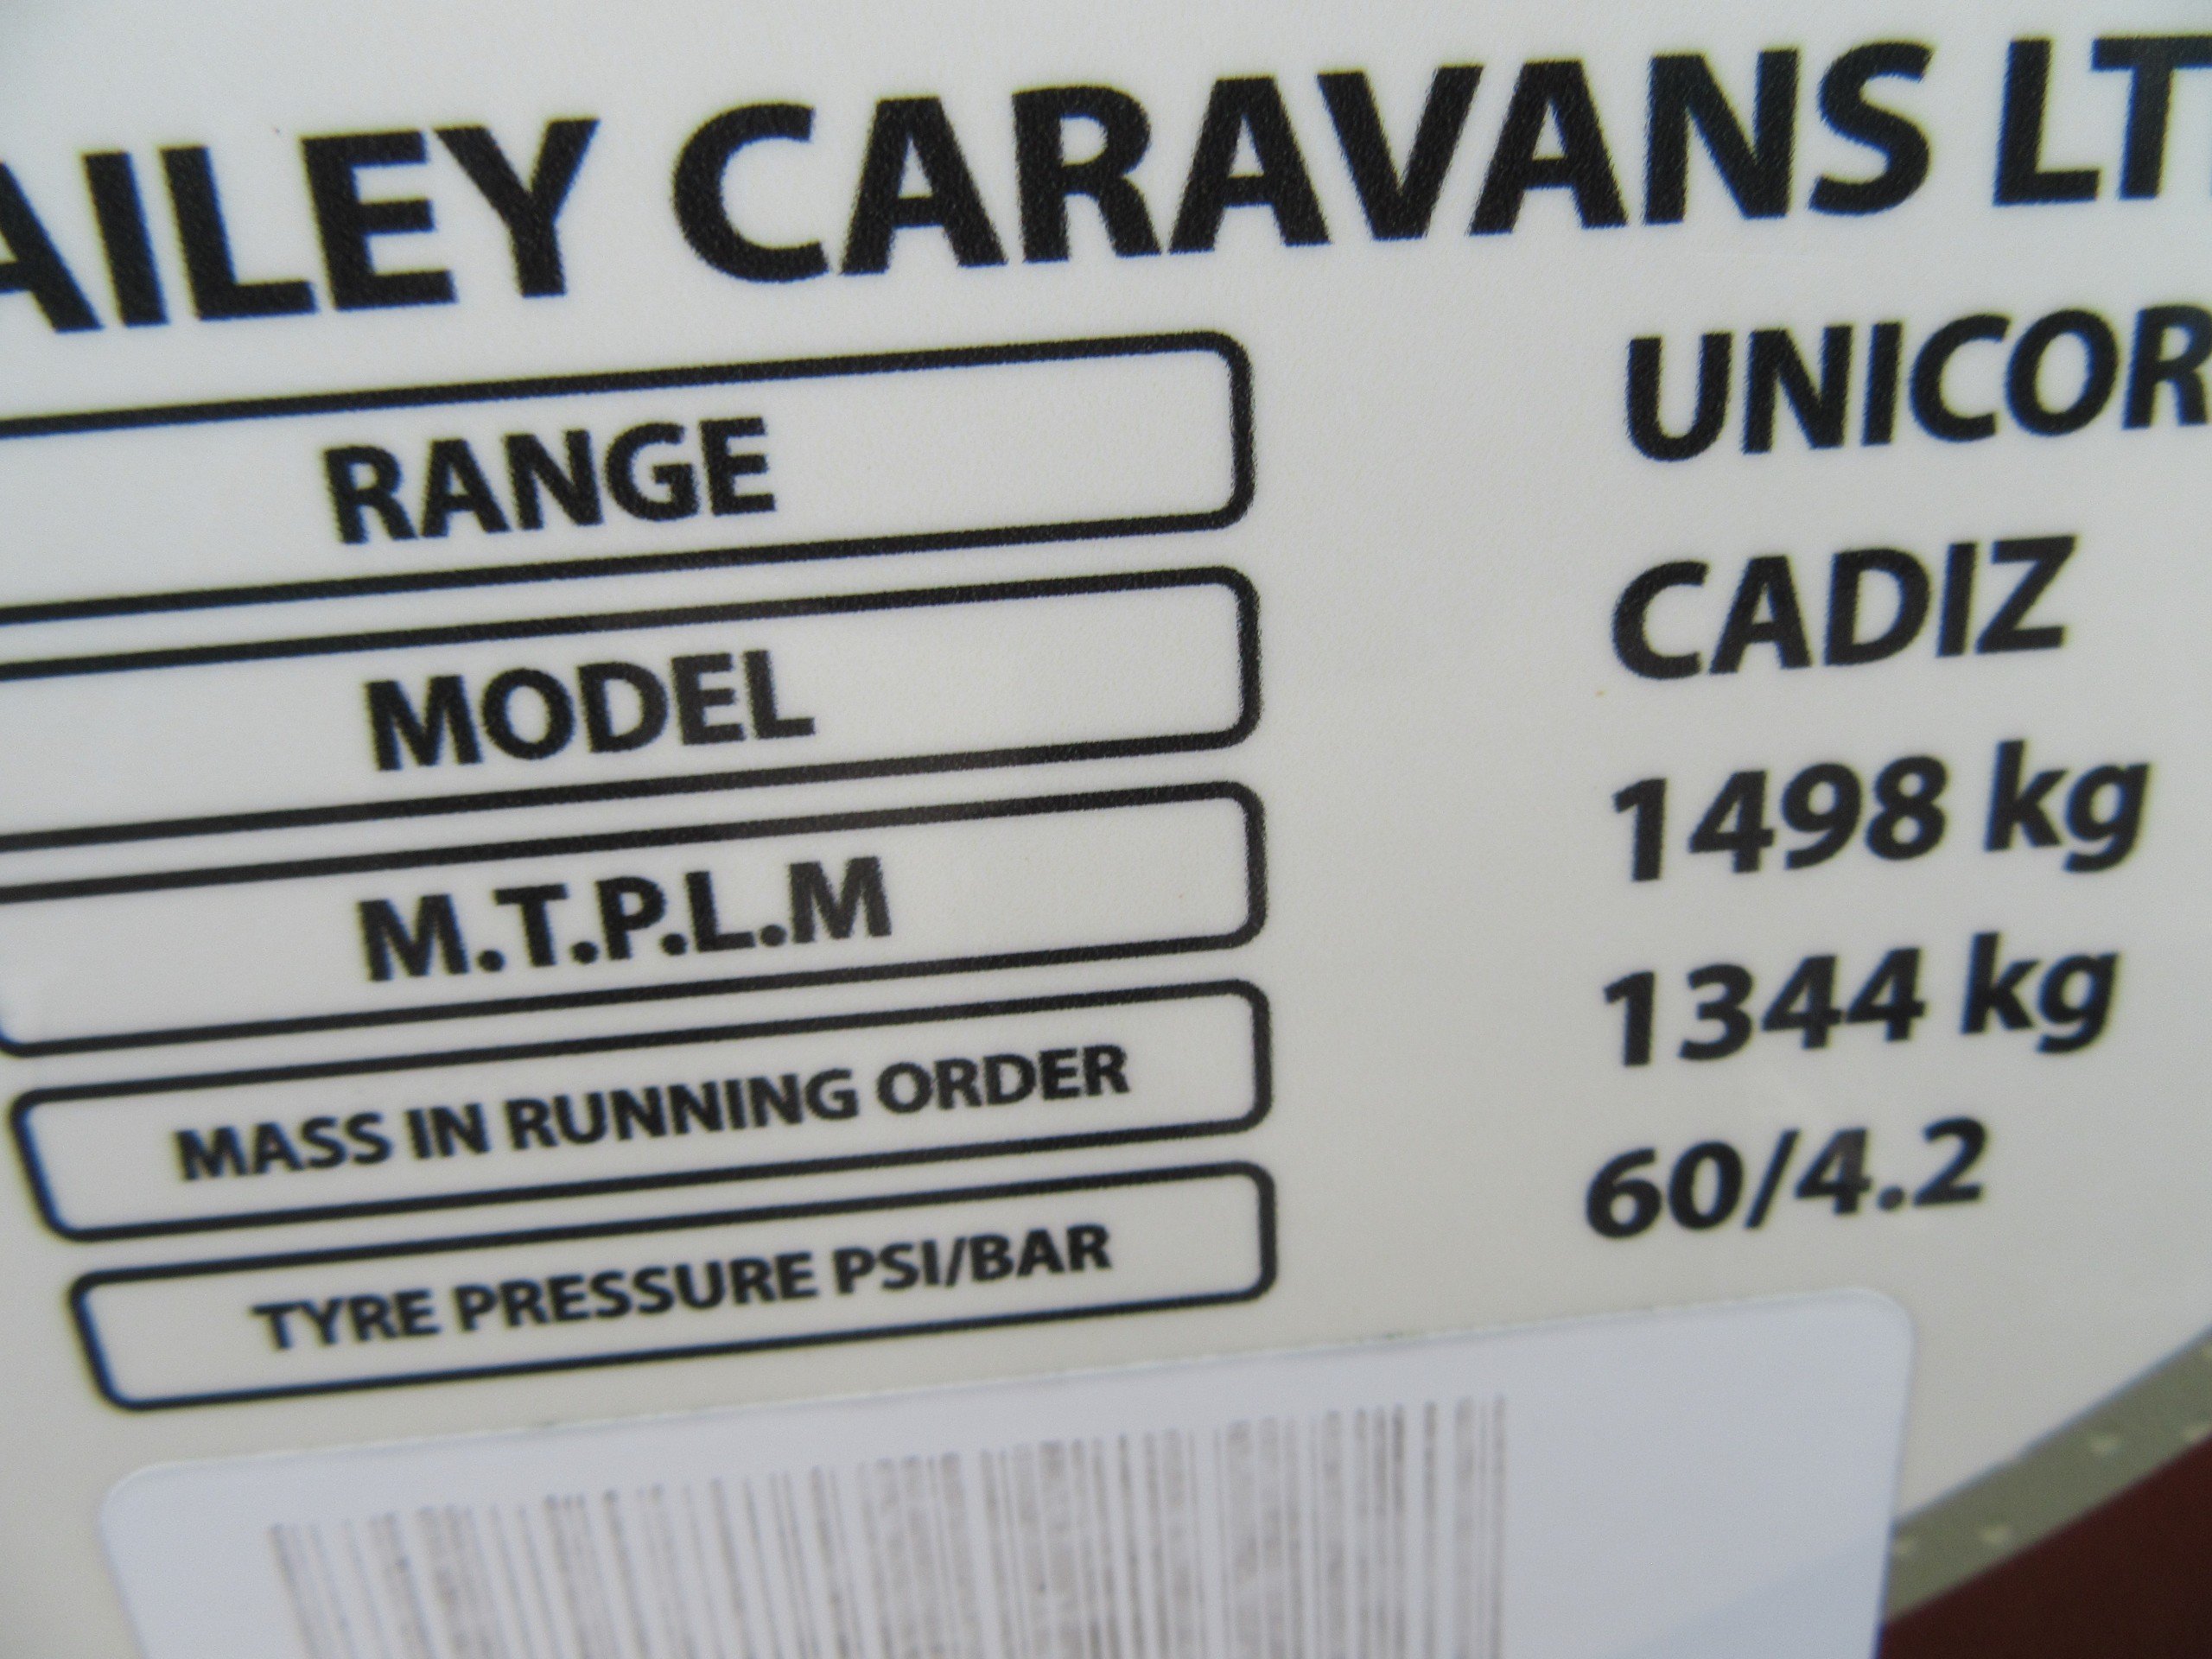 AILEY CARAVANS LT
RANGE UNICOR
MODEL CADIZ
M.T.P.L.M 1498 kg
MASS IN RUNNING ORDER 1344 kg
TYRE PRESSURE PSI/BAR 60/4.2